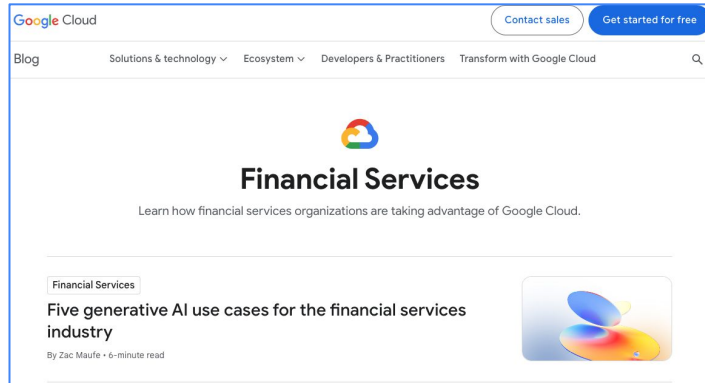 Google Cloud
Contact sales
Get started for free
Blog
Solutions & technology
Ecosystem
Developers & Practitioners
Transform with Google Cloud
Financial Services
Learn how financial services organizations are taking advantage of Google Cloud.
Financial Services
Five generative AI use cases for the financial services
industry
By Zac Maufe • 6-minute read